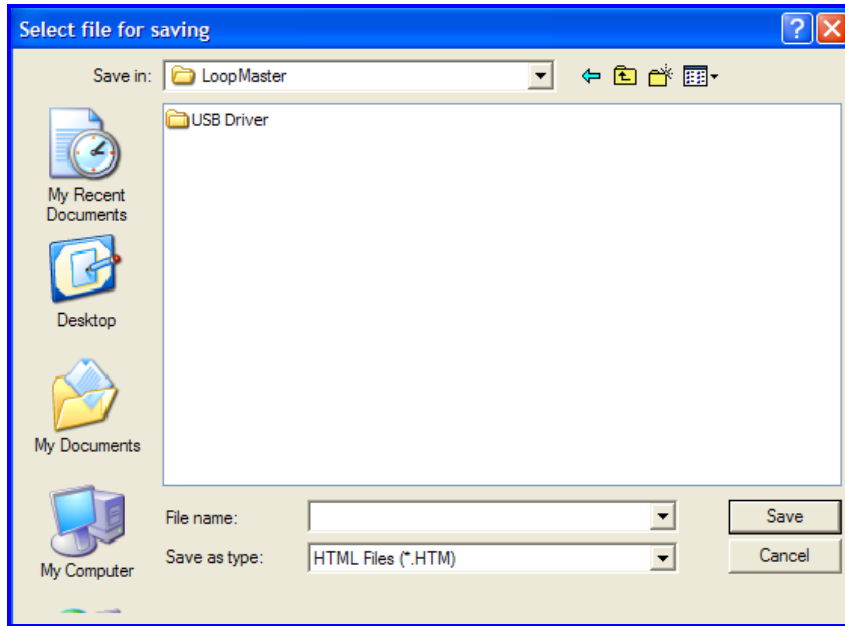 Select file for saving
Save in:
LoopMaster
USB Driver
My Recent
Documents
Desktop
My Documents
My Computer
File name:
Save
Save as type:
HTML Files (*.HTM)
Cancel